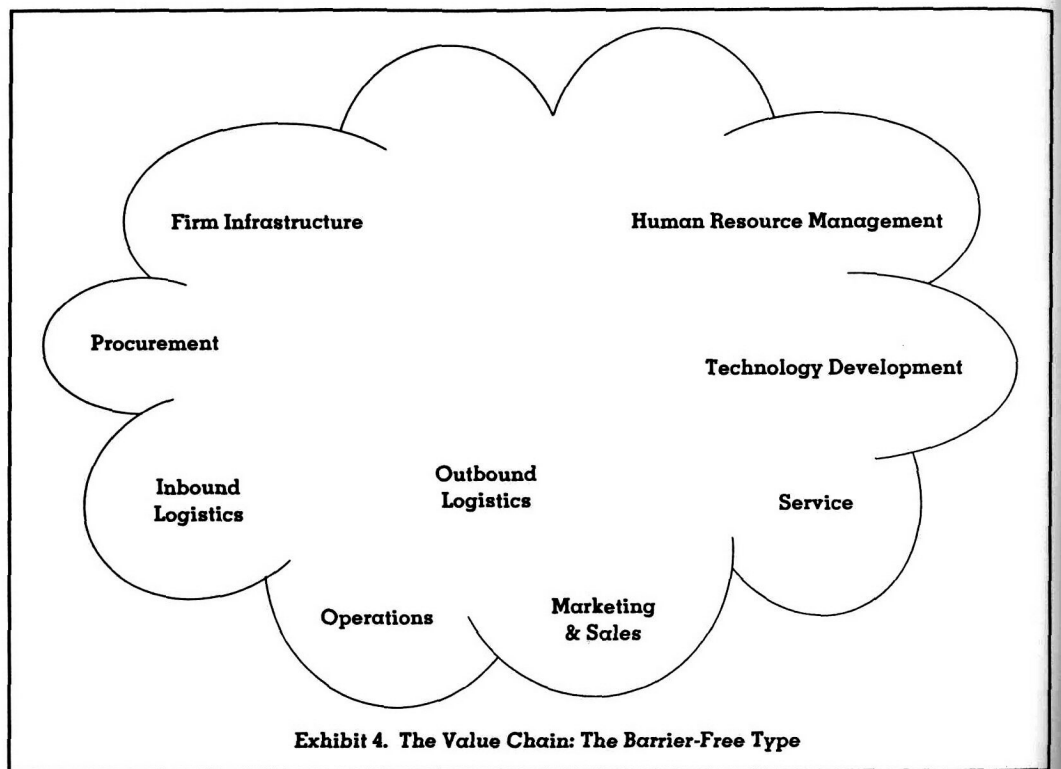 Firm Infrastructure
Human Resource Management
Procurement
Technology Development
Inbound
Logistics
Outbound
Logistics
Service
Operations
Marketing
& Sales
Exhibit 4. The Value Chain: The Barrier-Free Type